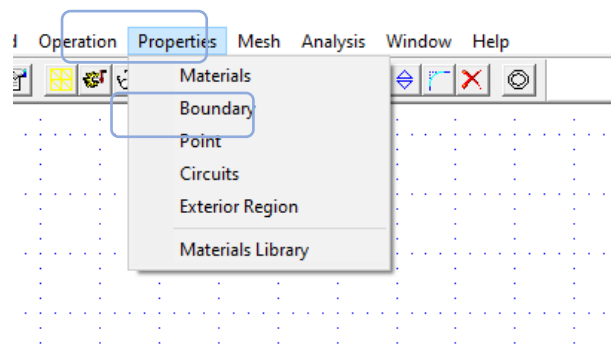 Operation Properties Mesh Analysis Window Help
Materials
Boundary
Point
Circuits
Exterior Region
Materials Library